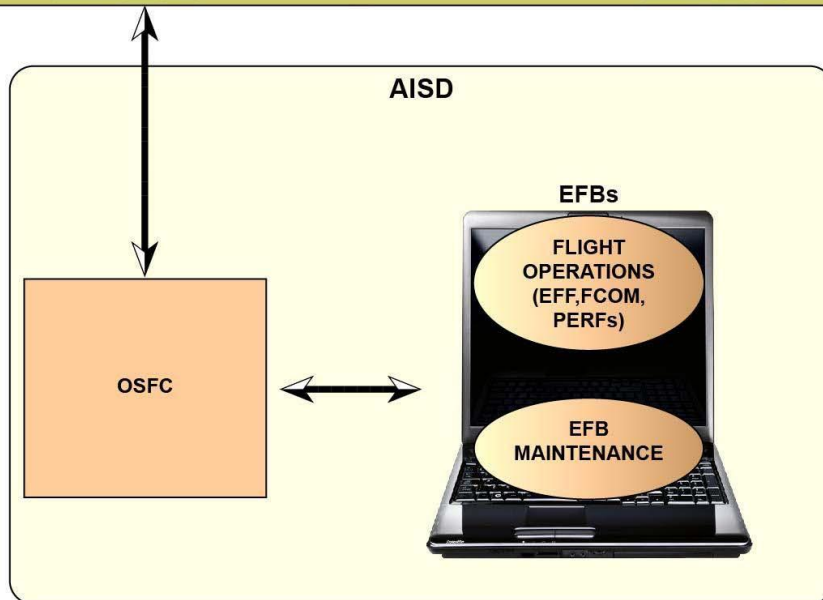 AISD
EFBs
FLIGHT
OPERATIONS
(EFF,FCOM,
PERFs)
OSFC
EFB
MAINTENANCE